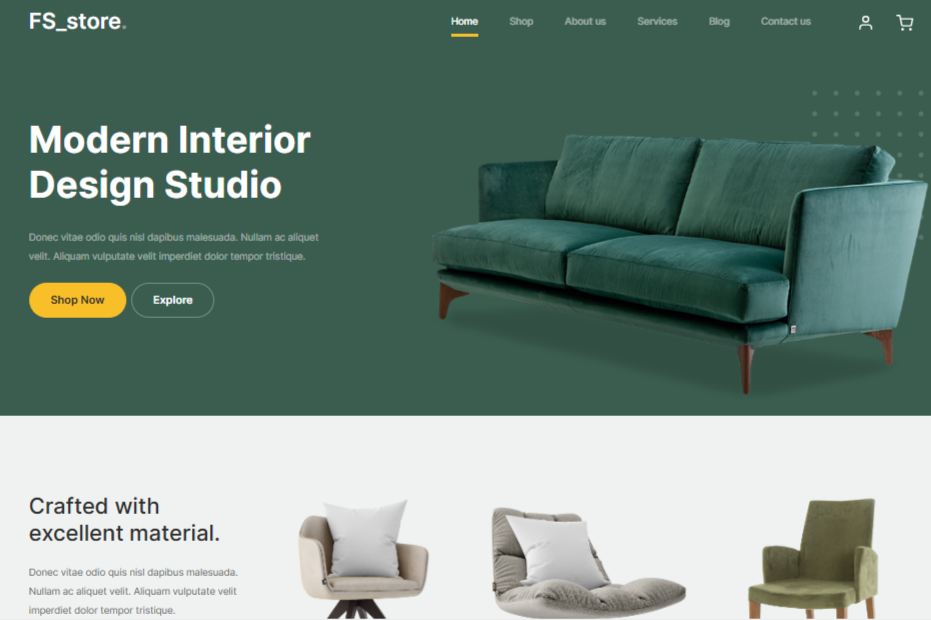 FS_store.
Home Shop About us Services Blog Contact us
Modern Interior
Design Studio
Donec vitae odio quis nisl dapibus malesuada. Nullam ac aliquet
velit. Aliquam vulputate velit imperdiet dolor tempor tristique.
Shop Now Explore
Crafted with
excellent material.
Donec vitae odio quis nisl dapibus malesuada.
Nullam ac aliquet velit. Aliquam vulputate velit
imperdiet dolor tempor tristique.